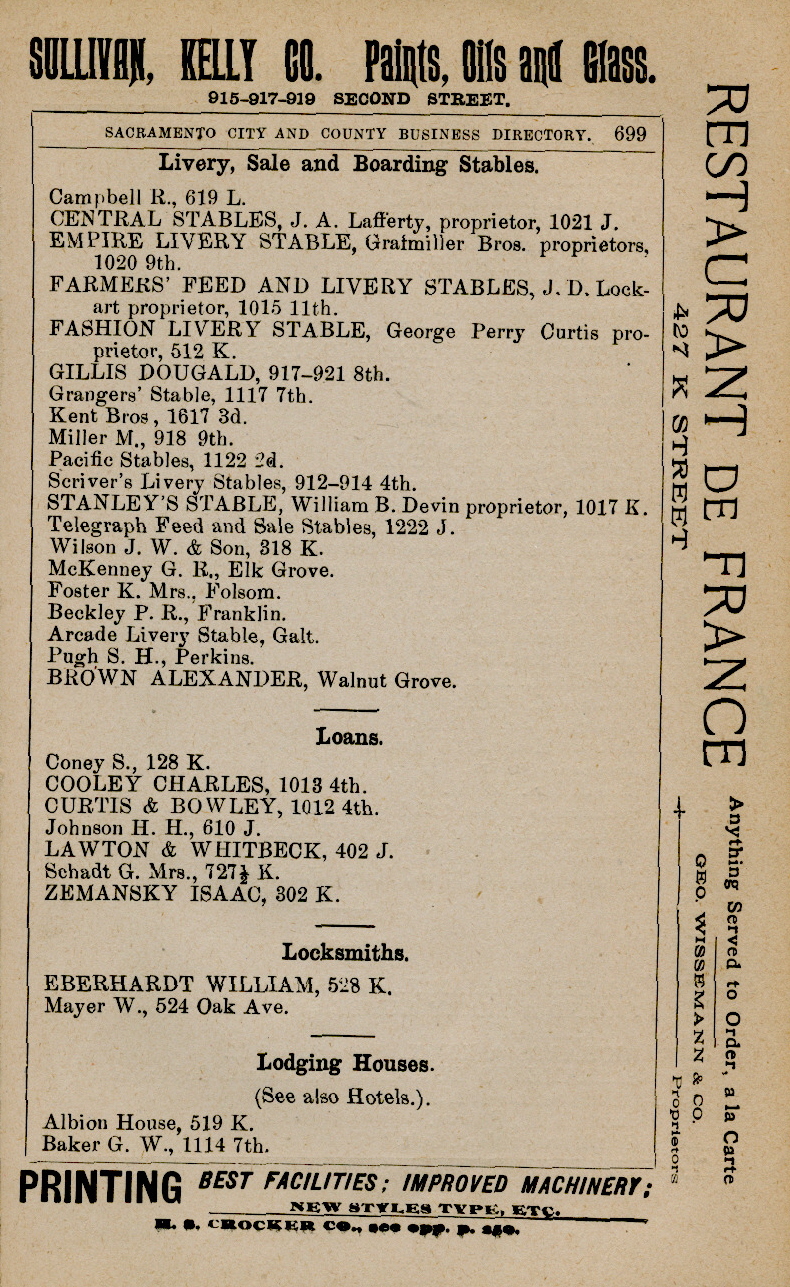 SULLIVAN, KELLY CO. Paints, Oils and Glass.
915-917-919 SECOND STREET.
SACRAMENTO CITY AND COUNTY BUSINESS DIRECTORY. 699
Livery, Sale and Boarding Stables.
Campbell R., 619 L.
CENTRAL STABLES, J. A. Lafferty, proprietor, 1021 J.
EMPIRE LIVERY STABLE, Grafmiller Bros. proprietors,
1020 9th.
FARMERS' FEED AND LIVERY STABLES, J. D. Lock-
art proprietor, 1015 11th.
FASHION LIVERY STABLE, George Perry Curtis pro-
prietor, 512 K.
GILLIS DOUGALD, 917-921 8th.
Grangers' Stable, 1117 7th.
Kent Bros, 1617 3d.
Miller M., 918 9th.
Pacific Stables, 1122 2d.
Scriver's Livery Stables, 912-914 4th.
STANLEY'S STABLE, William B. Devin proprietor, 1017 K.
Telegraph Feed and Sale Stables, 1222 J.
Wilson J. W. & Son, 318 K.
McKenney G. R., Elk Grove.
Foster K. Mrs., Folsom.
Beckley P. R., Franklin.
Arcade Livery Stable, Galt.
Pugh S. H., Perkins.
BROWN ALEXANDER, Walnut Grove.
Loans.
Coney S., 128 K.
COOLEY CHARLES, 1013 4th.
CURTIS & BOWLEY, 1012 4th.
Johnson H. H., 610 J.
LAWTON & WHITBECK, 402 J.
Schadt G. Mrs., 727½ K.
ZEMANSKY ISAAC, 302 K.
Locksmiths.
EBERHARDT WILLIAM, 528 K.
Mayer W., 524 Oak Ave.
Lodging Houses.
(See also Hotels.).
Albion House, 519 K.
Baker G. W., 1114 7th.
RESTAURANT DE FRANCE
427 K STREET
Anything Served to Order, a la Carte
GEO. WISSEMANN & CO.
Proprietors
PRINTING BEST FACILITIES; IMPROVED MACHINERY;
NEW STYLES TYPE, ETC.
H. S. CROCKER CO., see opp. p. 240.